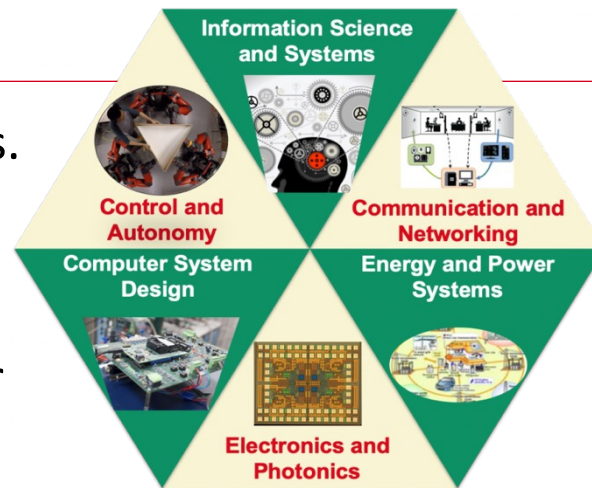 Information Science
and Systems
s.
Control and
Autonomy
Communication and
Networking
Computer System
Design
Energy and Power
Systems
Electronics and
Photonics